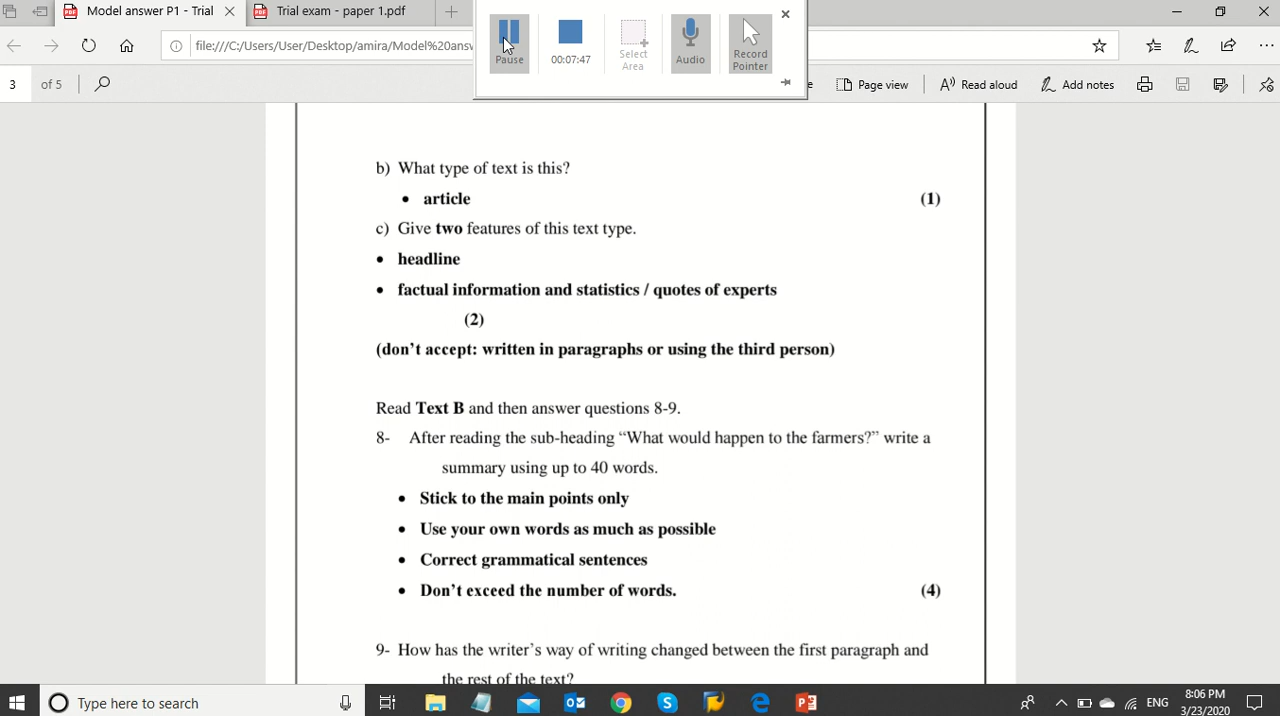 Model answer P1 - Trial
Trial exam - paper 1.pdf
file:///C:/Users/User/Desktop/amira/Model%20answ
Pause
00:07:47
Select Area
Audio
Record Pointer
3 of 5
Page view
Read aloud
Add notes
b) What type of text is this?
• article (1)
c) Give two features of this text type.
• headline
• factual information and statistics / quotes of experts
(2)
(don't accept: written in paragraphs or using the third person)
Read Text B and then answer questions 8-9.
8- After reading the sub-heading “What would happen to the farmers?” write a
summary using up to 40 words.
• Stick to the main points only
• Use your own words as much as possible
• Correct grammatical sentences
• Don't exceed the number of words. (4)
9- How has the writer's way of writing changed between the first paragraph and
the rest of the text?
Type here to search
ENG
8:06 PM
3/23/2020